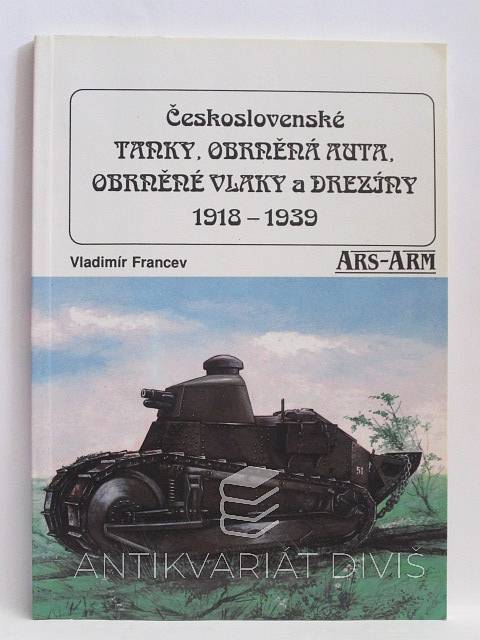 Československé
TANKY, OBRNĚNÁ AUTA,
OBRNĚNÉ VLAKY a DREZÍNY
1918 – 1939
Vladimír Francev
ARS-ARM
51
ANTIKVARIÁT DIVIŠ